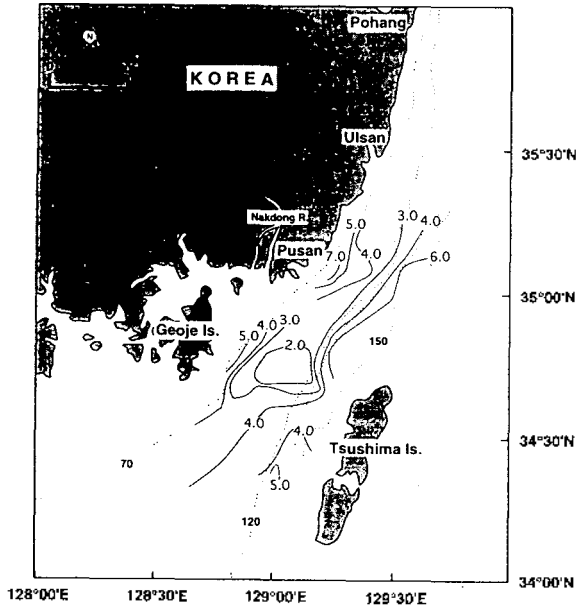 Pohang
N
KOREA
Ulsan
35°30'N
Nakdong R.
5.0
3.0
4.0
Pusan
7.0
4.0
6.0
35°00'N
Geoje Is.
5.0
4.0
3.0
2.0
150
4.0
4.0
34°30'N
Tsushima Is.
70
5.0
120
34°00'N
128°00'E
128°30'E
129°00'E
129°30'E